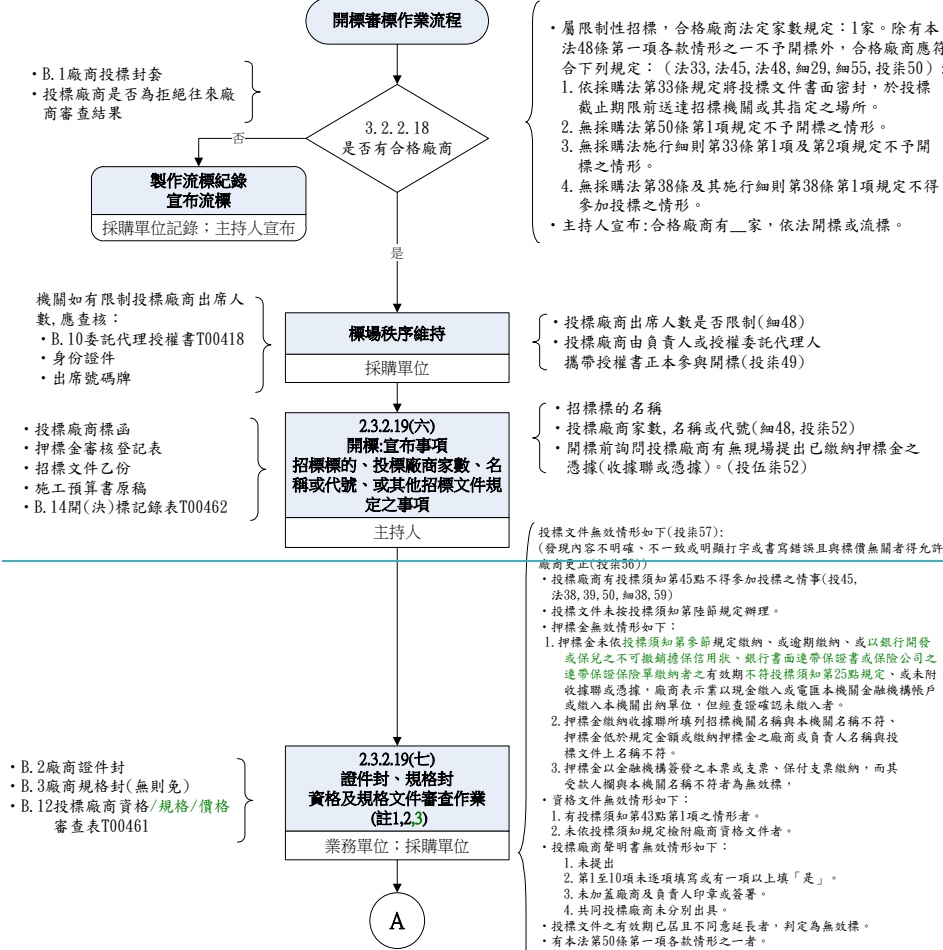 開標審標作業流程
・B.1廠商投標封套
・投標廠商是否為拒絕往來廠
商審查結果
3.2.2.18
是否有合格廠商
否
製作流標紀錄
宣布流標
採購單位記錄；主持人宣布
・屬限制性招標，合格廠商法定家數規定：1家。除有本
法48條第一項各款情形之一不予開標外，合格廠商應符
合下列規定：（法33,法45,法48,細29,細55,投柒50）：
1.依採購法第33條規定將投標文件書面密封，於投標
截止期限前送達招標機關或其指定之場所。
2.無採購法第50條第1項規定不予開標之情形。
3.無採購法施行細則第33條第1項及第2項規定不予開
標之情形。
4.無採購法第38條及其施行細則第38條第1項規定不得
參加投標之情形。
・主持人宣布:合格廠商有__家，依法開標或流標。
是
機關如有限制投標廠商出席人
數,應查核：
・B.10委託代理授權書T00418
・身份證件
・出席號碼牌
標場秩序維持
採購單位
・投標廠商出席人數是否限制(細48)
・投標廠商由負責人或授權委託代理人
攜帶授權書正本參與開標(投柒49)
・投標廠商標函
・押標金審核登記表
・招標文件乙份
・施工預算書原稿
・B.14開(決)標記錄表T00462
2.3.2.19(六)
開標:宣布事項
招標標的、投標廠商家數、名
稱或代號、或其他招標文件規
定之事項
主持人
・招標標的名稱
・投標廠商家數,名稱或代號(細48,投柒52)
・開標前詢問投標廠商有無現場提出已繳納押標金之
憑據(收據聯或憑據)。(投伍柒52)
・B.2廠商證件封
・B.3廠商規格封(無則免)
・B.12投標廠商資格/規格/價格
審查表T00461
2.3.2.19(七)
證件封、規格封
資格及規格文件審查作業
(註1,2,3)
業務單位；採購單位
投標文件無效情形如下(投柒57):
(發現內容不明確、不一致或明顯打字或書寫錯誤且與標價無關者得允許
廠商更正(投柒56))
・投標廠商有投標須知第45點不得參加投標之情事(投45,
法38,39,50,細38,59)
・投標文件未按投標須知第陸節規定辦理。
・押標金無效情形如下：
1.押標金未依投標須知第參節規定繳納、或逾期繳納、或以銀行開發
或保兌之不可撤銷擔保信用狀、銀行書面連帶保證書或保險公司之
連帶保證保險單繳納者之有效期不符投標須知第25點規定、或未附
收據聯或憑據，廠商表示業以現金繳入或電匯本機關金融機構帳戶
或繳入本機關出納單位，但經查證確認未繳入者。
2.押標金繳納收據聯所填列招標機關名稱與本機關名稱不符、
押標金低於規定金額或繳納押標金之廠商或負責人名稱與投
標文件上名稱不符。
3.押標金以金融機構簽發之本票或支票、保付支票繳納，而其
受款人欄與本機關名稱不符者為無效標，
・資格文件無效情形如下：
1.有投標須知第43點第1項之情形者。
2.未依投標須知規定檢附廠商資格文件者。
・投標廠商聲明書無效情形如下：
1.未提出
2.第1至10項未逐項填寫或有一項以上填「是」。
3.未加蓋廠商及負責人印章或簽署。
4.共同投標廠商未分別出具。
・投標文件之有效期已屆且不同意延長者，判定為無效標。
・有本法第50條第一項各款情形之一者。
A